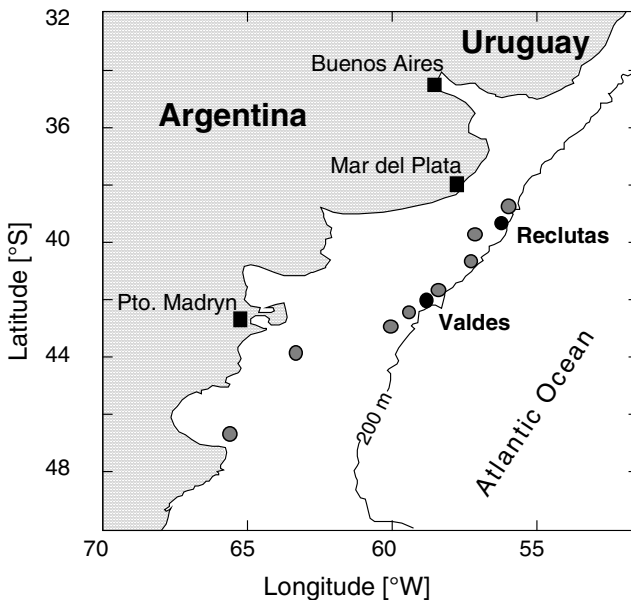 32
36
40
44
48
Latitude [°S]
Uruguay
Buenos Aires
Argentina
Mar del Plata
Reclutas
Pto. Madryn
Valdes
200 m
Atlantic Ocean
70
65
60
55
Longitude [°W]